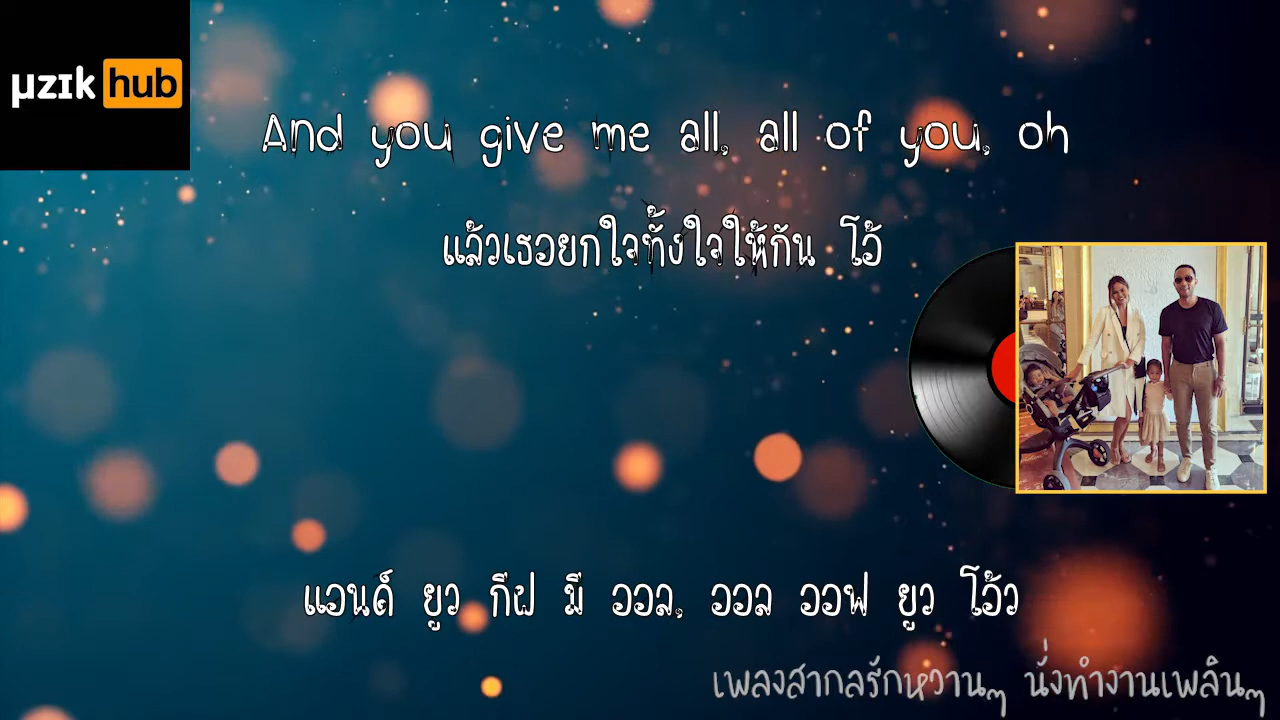 μzɪk hub
And you give me all, all of you, oh
แล้วเธอยกใจทั้งใจให้กัน โอ้
แอนด์ ยูว กีฝ มี ออล, ออล ออฟ ยูว โอ้ว
เพลงสากลรักหวานๆ นั่งทำงานเพลินๆ